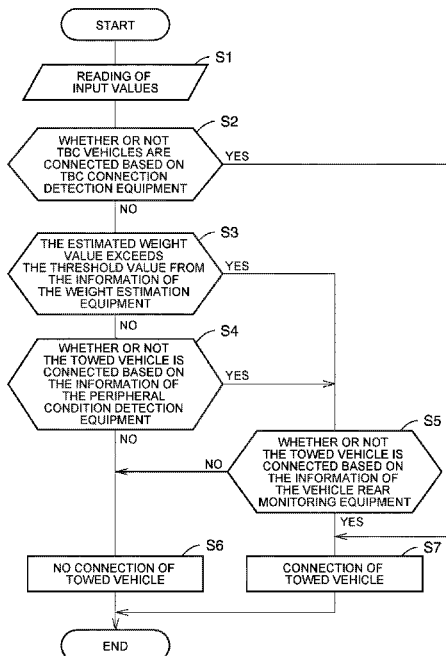 START
S1
READING OF
INPUT VALUES
S2
WHETHER OR NOT
TBC VEHICLES ARE
CONNECTED BASED ON
TBC CONNECTION
DETECTION EQUIPMENT
YES
NO
S3
THE ESTIMATED WEIGHT
VALUE EXCEEDS
THE THRESHOLD VALUE FROM
THE INFORMATION OF
THE WEIGHT ESTIMATION
EQUIPMENT
YES
NO
S4
WHETHER OR NOT
THE TOWED VEHICLE IS
CONNECTED BASED ON
THE INFORMATION OF
THE PERIPHERAL
CONDITION DETECTION
EQUIPMENT
YES
NO
S5
WHETHER OR NOT
THE TOWED VEHICLE IS
CONNECTED BASED ON
THE INFORMATION OF
THE VEHICLE REAR
MONITORING EQUIPMENT
NO
YES
S6
NO CONNECTION OF
TOWED VEHICLE
S7
CONNECTION OF
TOWED VEHICLE
END